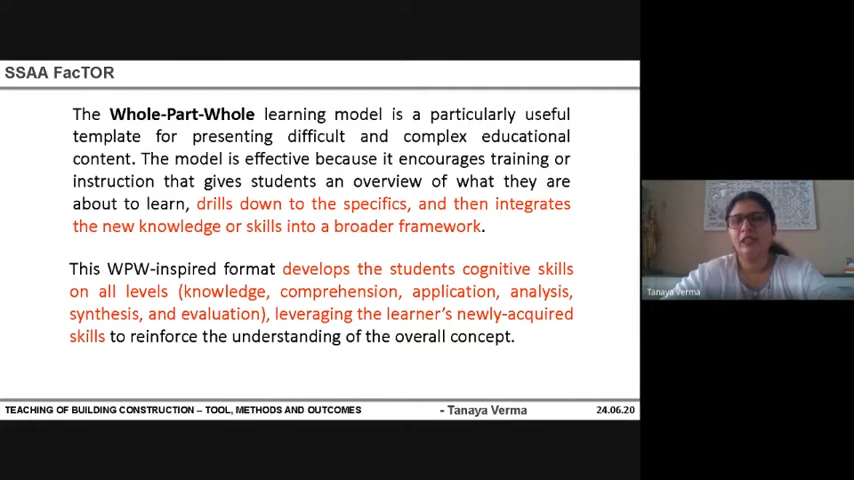 SSAA FacTOR
The Whole-Part-Whole learning model is a particularly useful
template for presenting difficult and complex educational
content. The model is effective because it encourages training or
instruction that gives students an overview of what they are
about to learn, drills down to the specifics, and then integrates
the new knowledge or skills into a broader framework.
This WPW-inspired format develops the students cognitive skills
on all levels (knowledge, comprehension, application, analysis,
synthesis, and evaluation), leveraging the learner's newly-acquired
skills to reinforce the understanding of the overall concept.
Tanaya Verma
TEACHING OF BUILDING CONSTRUCTION – TOOL, METHODS AND OUTCOMES
- Tanaya Verma
24.06.20